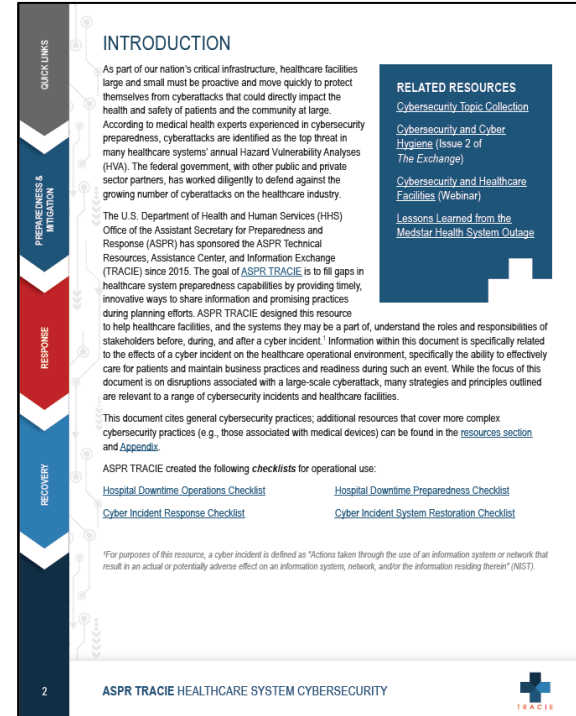 QUICK LINKS
PREPAREDNESS &
MITIGATION
RESPONSE
RECOVERY
INTRODUCTION
As part of our nation's critical infrastructure, healthcare facilities
large and small must be proactive and move quickly to protect
themselves from cyberattacks that could directly impact the
health and safety of patients and the community at large.
According to medical health experts experienced in cybersecurity
preparedness, cyberattacks are identified as the top threat in
many healthcare systems' annual Hazard Vulnerability Analyses
(HVA). The federal government, with other public and private
sector partners, has worked diligently to defend against the
growing number of cyberattacks on the healthcare industry.
The U.S. Department of Health and Human Services (HHS)
Office of the Assistant Secretary for Preparedness and
Response (ASPR) has sponsored the ASPR Technical
Resources, Assistance Center, and Information Exchange
(TRACIE) since 2015. The goal of ASPR TRACIE is to fill gaps in
healthcare system preparedness capabilities by providing timely,
innovative ways to share information and promising practices
during planning efforts. ASPR TRACIE designed this resource
to help healthcare facilities, and the systems they may be a part of, understand the roles and responsibilities of
stakeholders before, during, and after a cyber incident.¹ Information within this document is specifically related
to the effects of a cyber incident on the healthcare operational environment, specifically the ability to effectively
care for patients and maintain business practices and readiness during such an event. While the focus of this
document is on disruptions associated with a large-scale cyberattack, many strategies and principles outlined
are relevant to a range of cybersecurity incidents and healthcare facilities.
This document cites general cybersecurity practices; additional resources that cover more complex
cybersecurity practices (e.g., those associated with medical devices) can be found in the resources section
and Appendix.
ASPR TRACIE created the following checklists for operational use:
Hospital Downtime Operations Checklist
Hospital Downtime Preparedness Checklist
Cyber Incident Response Checklist
Cyber Incident System Restoration Checklist
¹For purposes of this resource, a cyber incident is defined as "Actions taken through the use of an information system or network that
result in an actual or potentially adverse effect on an information system, network, and/or the information residing therein" (NIST).
RELATED RESOURCES
Cybersecurity Topic Collection
Cybersecurity and Cyber
Hygiene (Issue 2 of
The Exchange)
Cybersecurity and Healthcare
Facilities (Webinar)
Lessons Learned from the
Medstar Health System Outage
2
ASPR TRACIE HEALTHCARE SYSTEM CYBERSECURITY
TRACIE